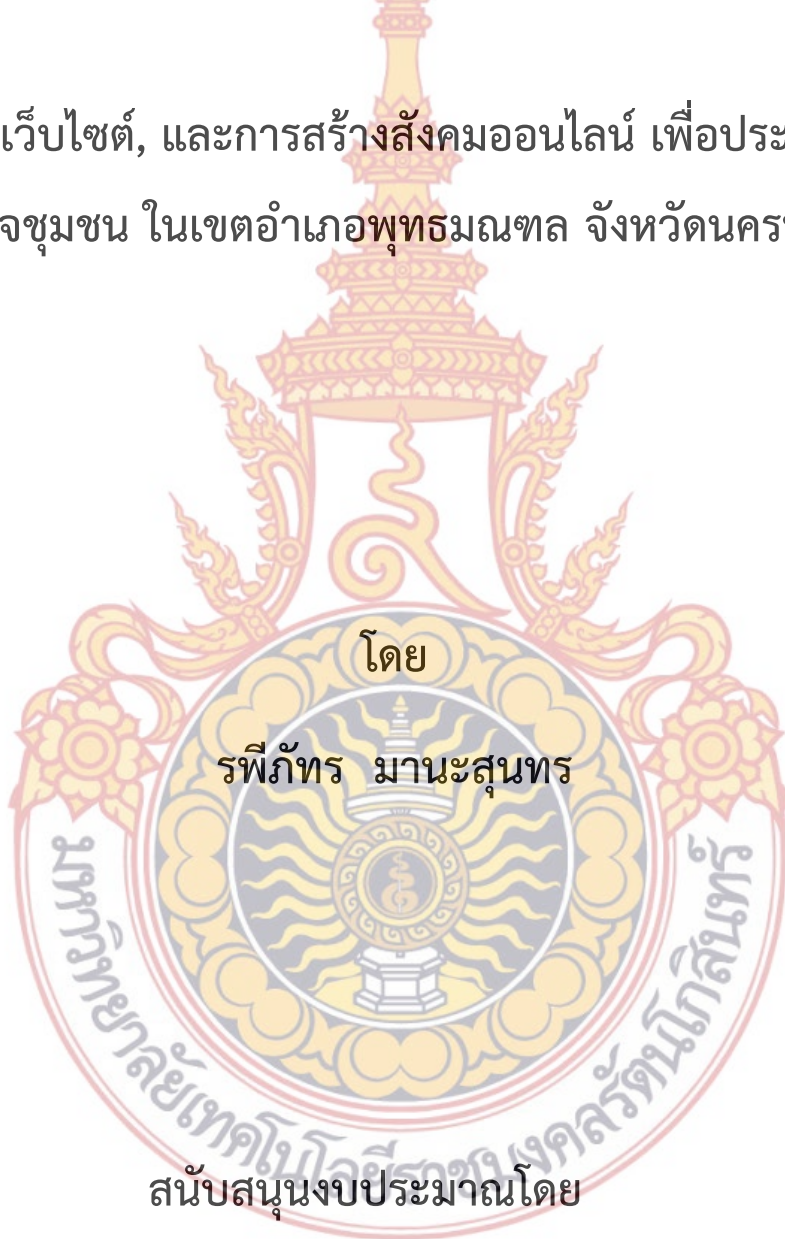 เว็บไซต์, และการสร้างสังคมออนไลน์ เพื่อประ
จชุมชน ในเขตอำเภอพุทธมณฑล จังหวัดนคร
โดย
รพีภัทร มานะสุนทร
มหาวิทยาลัยเทคโนโลยีราชมงคลรัตนโกสินทร์
สนับสนุนงบประมาณโดย